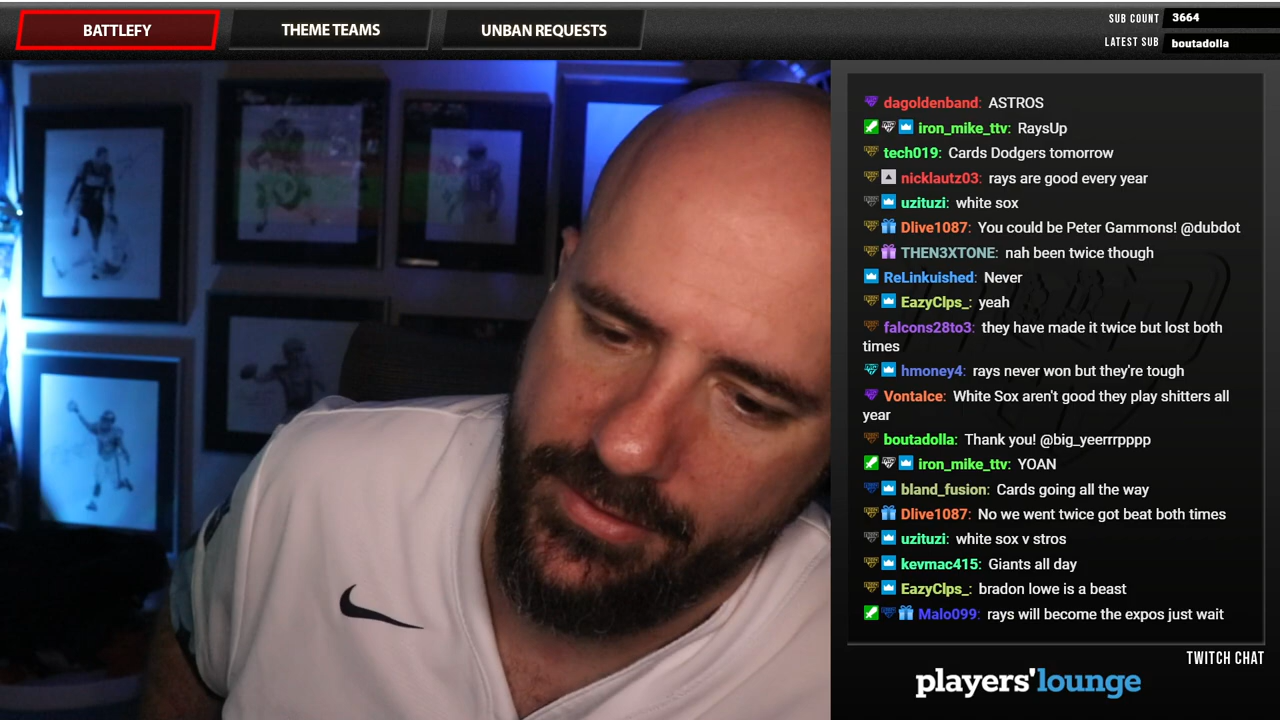 BATTLEFY
THEME TEAMS
UNBAN REQUESTS
SUB COUNT 3664
LATEST SUB boutadolla
dagoldenband: ASTROS
iron_mike_ttv: RaysUp
tech019: Cards Dodgers tomorrow
nicklautz03: rays are good every year
uzituzi: white sox
Dlive1087: You could be Peter Gammons! @dubdot
THEN3XTONE: nah been twice though
ReLinkuished: Never
EazyClps_: yeah
falcons28to3: they have made it twice but lost both
times
hmoney4: rays never won but they're tough
VontaIce: White Sox aren't good they play shitters all
year
boutadolla: Thank you! @big_yeerrrpppp
iron_mike_ttv: YOAN
bland_fusion: Cards going all the way
Dlive1087: No we went twice got beat both times
uzituzi: white sox v stros
kevmac415: Giants all day
EazyClps_: bradon lowe is a beast
Malo099: rays will become the expos just wait
TWITCH CHAT
players'lounge